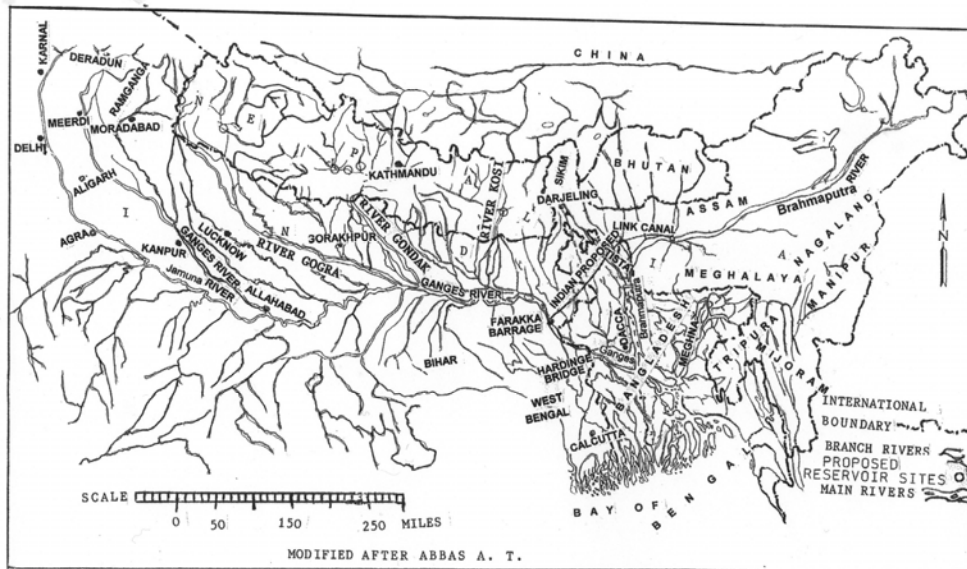 CHINA
KARNAL
DERADUN
RAMGANGA
MEERDI
MORADABAD
DELHI
ALIGARH
AGRA
KANPUR
LUCKNOW
GANGES RIVER
ALLAHABAD
Jamuna RIVER
NEPAL
KATHMANDU
INDIA
RIVER GOGRA
GORAKHPUR
RIVER GONDAK
RIVER KOSI
GANGES RIVER
BIHAR
SIKIM
DARJELING
BHUTAN
ASSAM
LINK CANAL
Brahmaputra RIVER
INDIAN PROPOSED
TISTA
MEGHALAYA
NAGALAND
MANIPUR
FARAKKA
BARRAGE
HARDINGE
BRIDGE
DACCA
Ganges
BANGLADESH
MEGHNA
TRIPURA
MIJORAM
WEST
BENGAL
CALCUTTA
BAY OF BENGAL
N
INTERNATIONAL
BOUNDARY
BRANCH RIVERS
PROPOSED
RESERVOIR SITES
MAIN RIVERS
SCALE
0 50 150 250 MILES
MODIFIED AFTER ABBAS A. T.